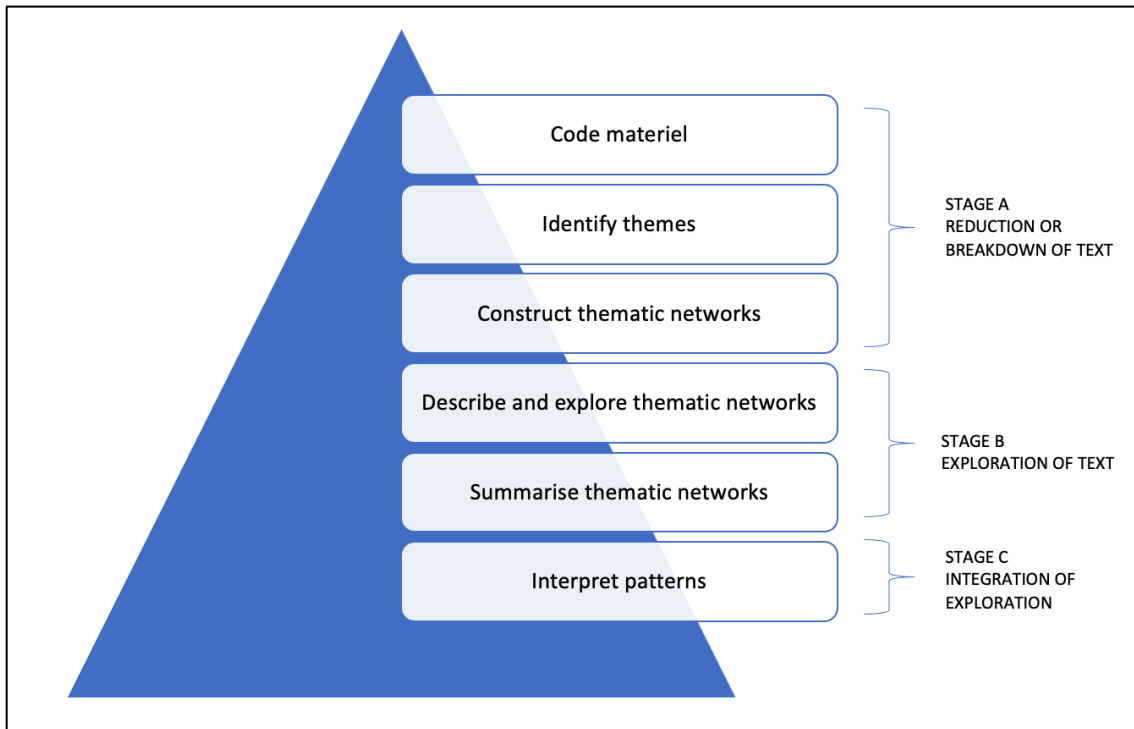 Code materiel
Identify themes
Construct thematic networks
STAGE A
REDUCTION OR
BREAKDOWN OF TEXT
Describe and explore thematic networks
Summarise thematic networks
STAGE B
EXPLORATION OF TEXT
Interpret patterns
STAGE C
INTEGRATION OF
EXPLORATION